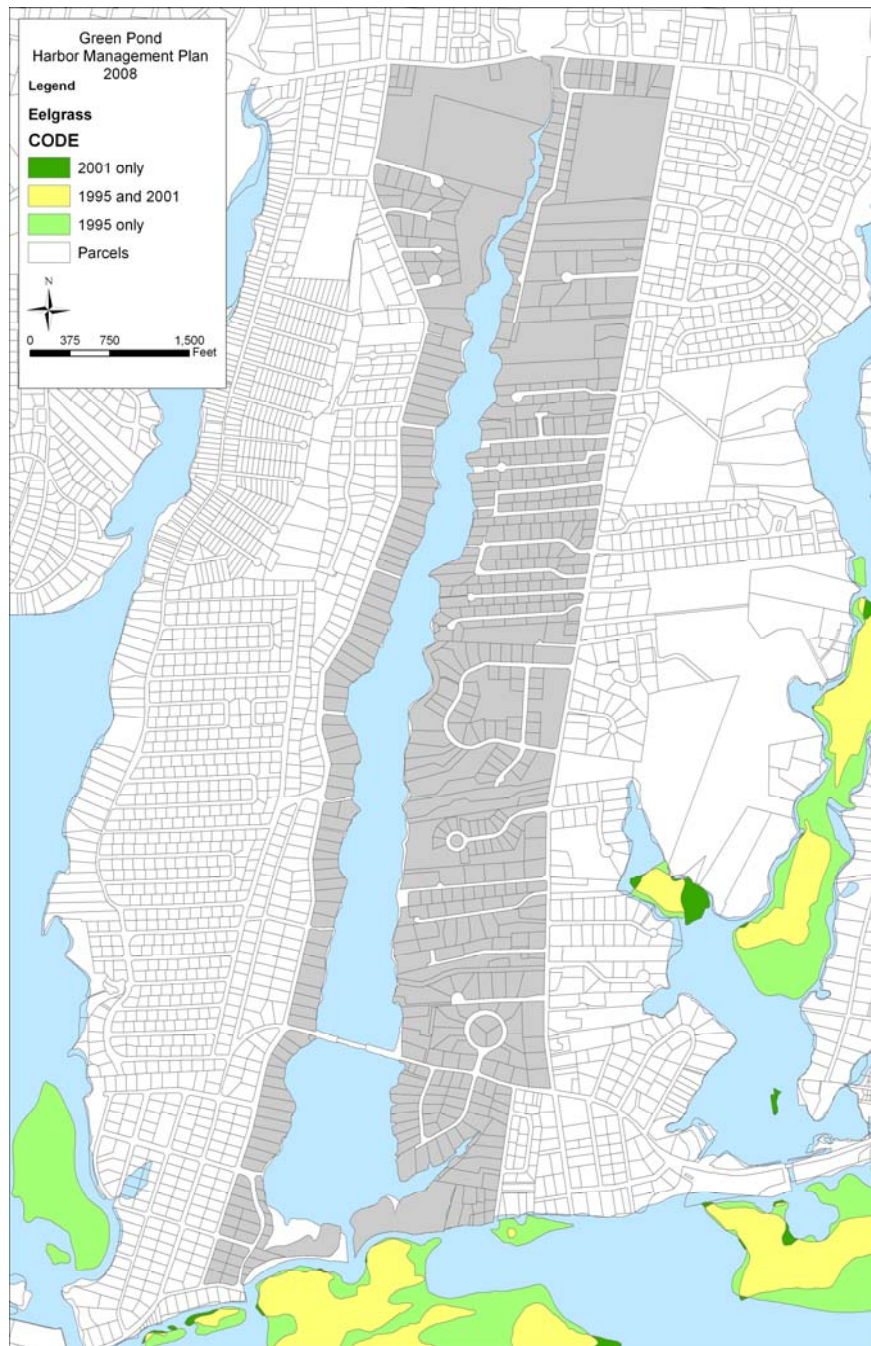 Green Pond
Harbor Management Plan
2008
Legend
Eelgrass
CODE
2001 only
1995 and 2001
1995 only
Parcels
N
0 375 750 1,500
Feet